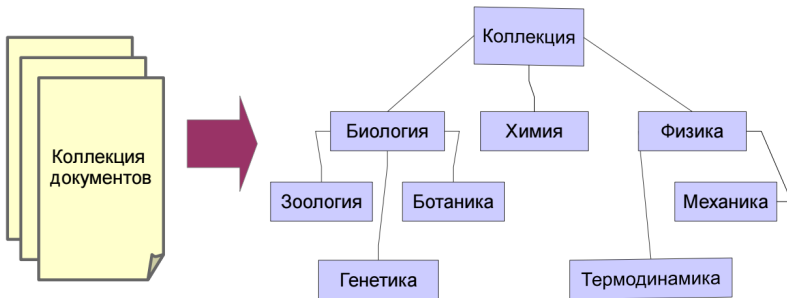 Коллекция
документов
Коллекция
Биология
Химия
Физика
Зоология
Ботаника
Механика
Генетика
Термодинамика